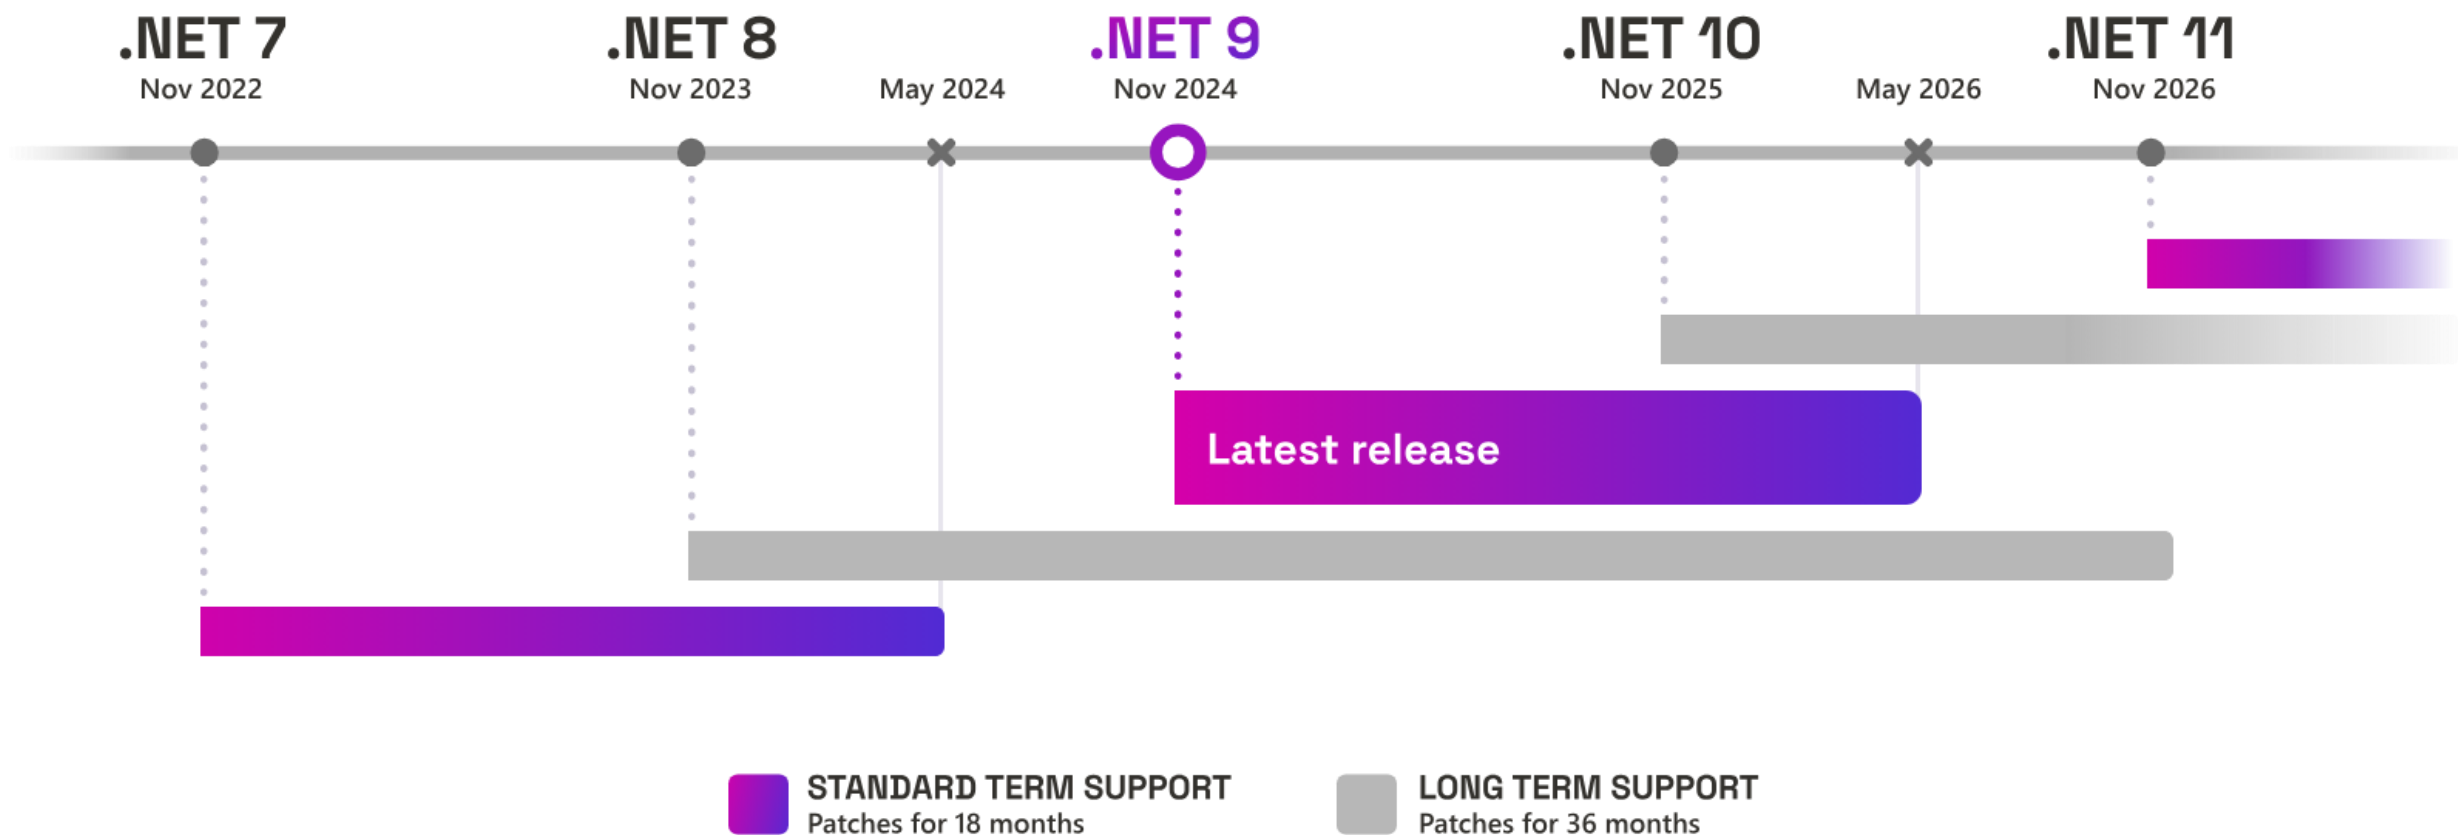 .NET 7
Nov 2022
.NET 8
Nov 2023
May 2024
.NET 9
Nov 2024
.NET 10
Nov 2025
May 2026
.NET 11
Nov 2026
Latest release
STANDARD TERM SUPPORT
Patches for 18 months
LONG TERM SUPPORT
Patches for 36 months